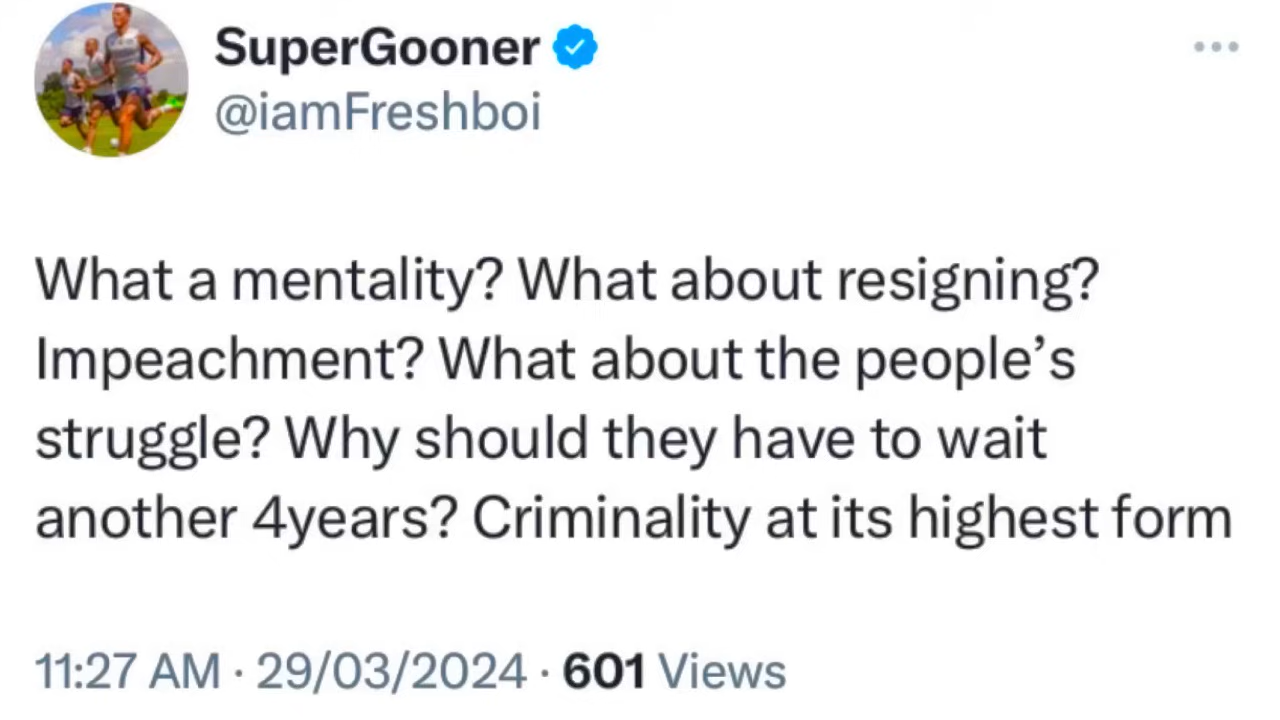 SuperGooner
@iamFreshboi
What a mentality? What about resigning?
Impeachment? What about the people’s
struggle? Why should they have to wait
another 4years? Criminality at its highest form
11:27 AM · 29/03/2024 · 601 Views